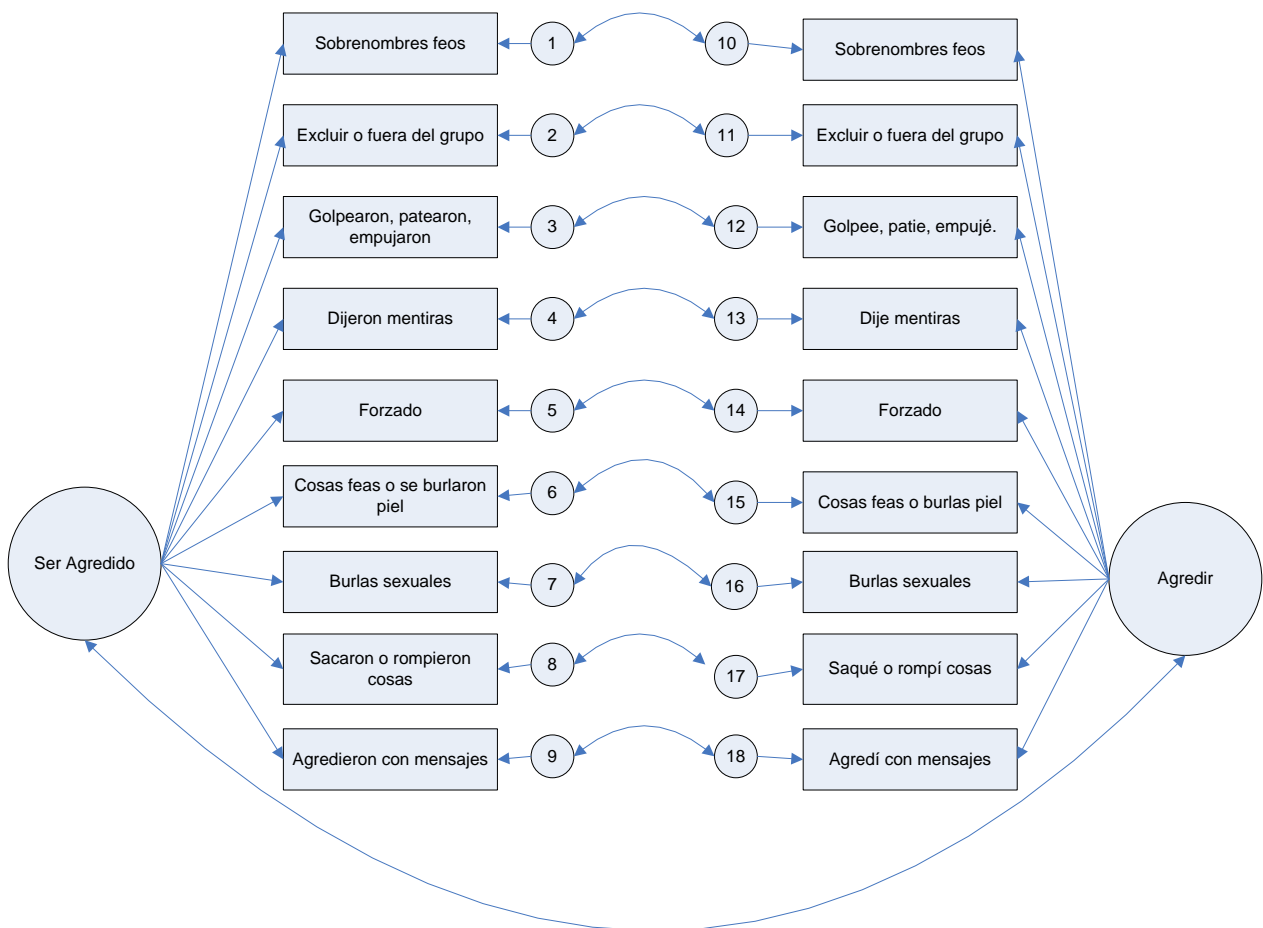 Sobrenombres feos
1
10
Sobrenombres feos
Excluir o fuera del grupo
2
11
Excluir o fuera del grupo
Golpearon, patearon,
empujaron
3
12
Golpee, patie, empujé.
Dijeron mentiras
4
13
Dije mentiras
Forzado
5
14
Forzado
Cosas feas o se burlaron
piel
6
15
Cosas feas o burlas piel
Ser Agredido
Burlas sexuales
7
16
Burlas sexuales
Agredir
Sacaron o rompieron
cosas
8
17
Saqué o rompí cosas
Agredieron con mensajes
9
18
Agredí con mensajes